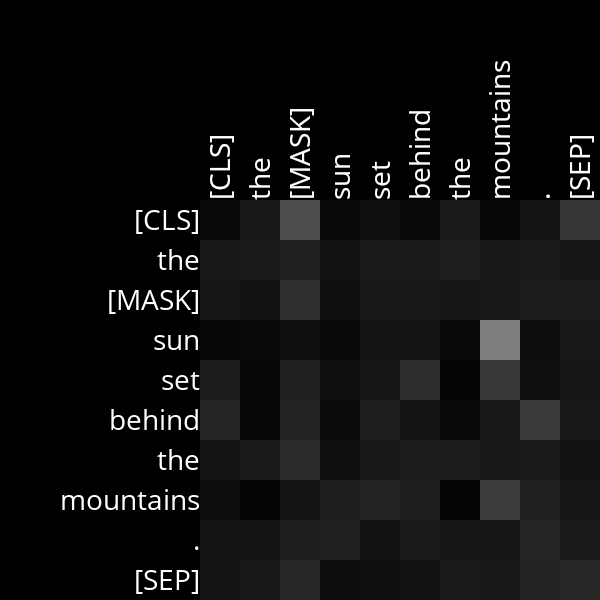 [CLS]
the
[MASK]
sun
set
behind
the
mountains
.
[SEP]
[CLS]
the
[MASK]
sun
set
behind
the
mountains
.
[SEP]